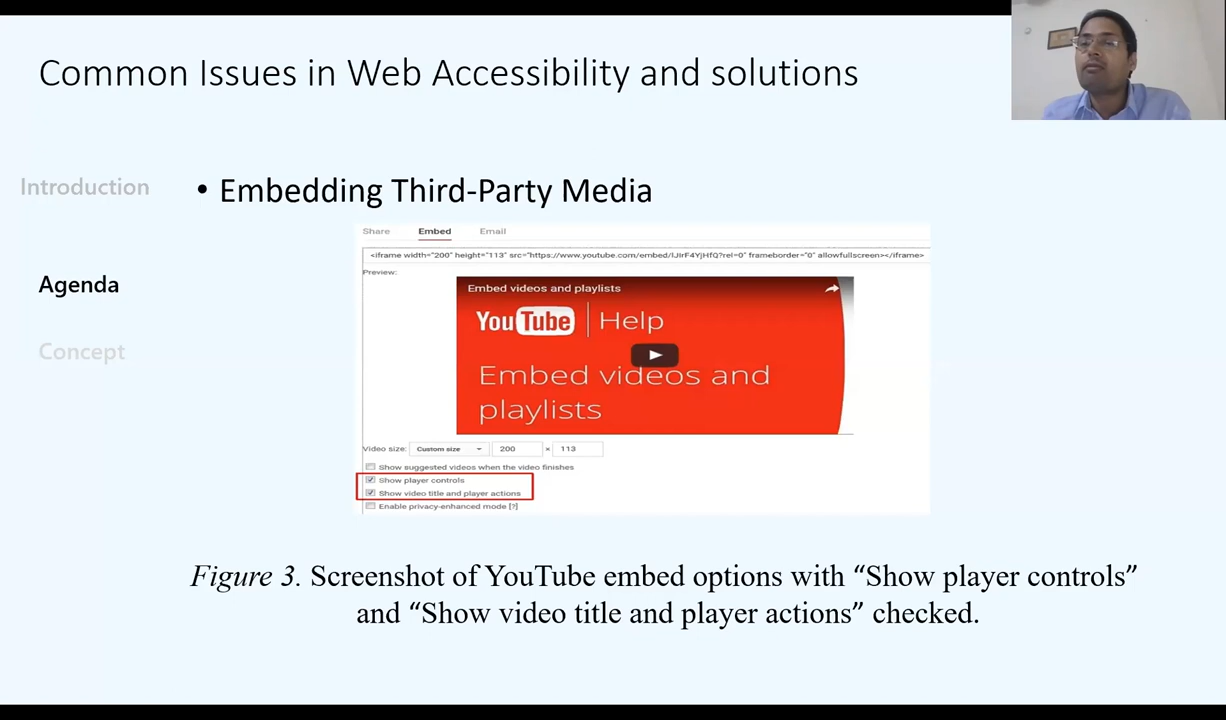 Common Issues in Web Accessibility and solutions
Introduction
• Embedding Third-Party Media
Share Embed Email
<iframe width="200" height="113" src="https://www.youtube.com/embed/lJIrF4YjHfQ?rel=0" frameborder="0" allowfullscreen></iframe>
Preview:
Embed videos and playlists
YouTube Help
Embed videos and
playlists
Agenda
Concept
Video size: Custom size 200 × 113
Show suggested videos when the video finishes
Show player controls
Show video title and player actions
Enable privacy-enhanced mode [?]
Figure 3. Screenshot of YouTube embed options with “Show player controls”
and “Show video title and player actions” checked.